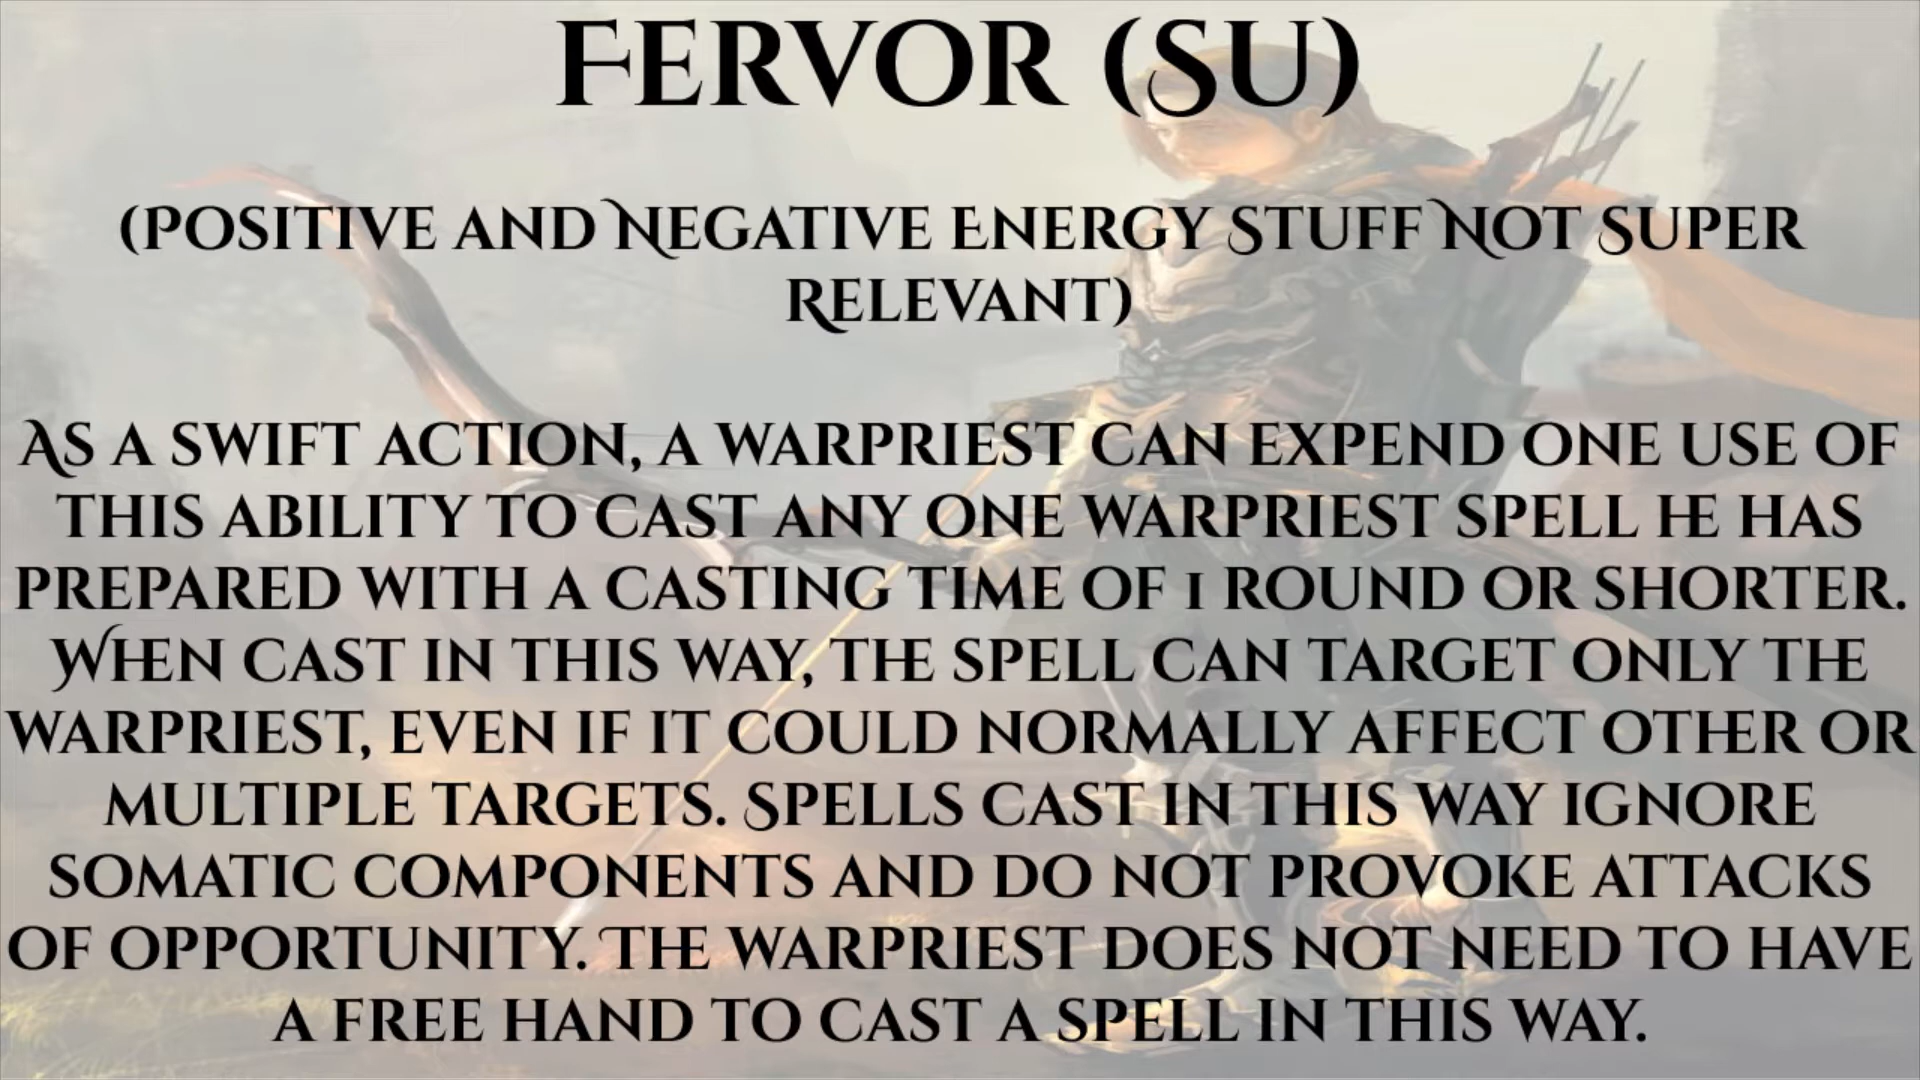 Fervor (Su)
(Positive and Negative Energy Stuff Not Super
Relevant)
As a swift action, a warpriest can expend one use of
this ability to cast any one warpriest spell he has
prepared with a casting time of 1 round or shorter.
When cast in this way, the spell can target only the
warpriest, even if it could normally affect other or
multiple targets. Spells cast in this way ignore
somatic components and do not provoke attacks
of opportunity. The warpriest does not need to have
a free hand to cast a spell in this way.